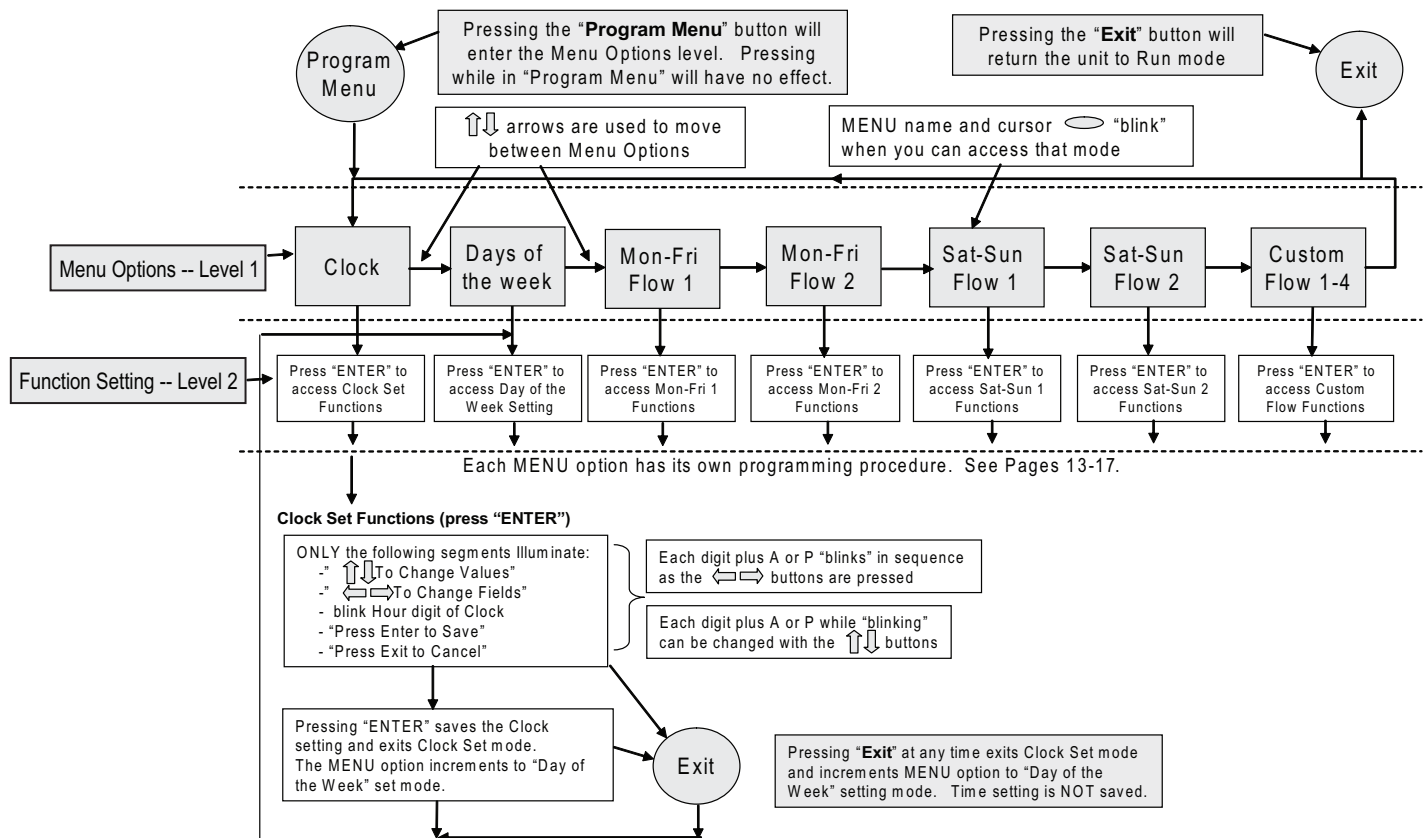 Pressing the “Program Menu” button will
enter the Menu Options level. Pressing
while in “Program Menu” will have no effect.
Pressing the “Exit” button will
return the unit to Run mode
Program
Menu
Exit
arrows are used to move
between Menu Options
MENU name and cursor “blink”
when you can access that mode
Menu Options -- Level 1
Clock
Days of
the week
Mon-Fri
Flow 1
Mon-Fri
Flow 2
Sat-Sun
Flow 1
Sat-Sun
Flow 2
Custom
Flow 1-4
Function Setting -- Level 2
Press “ENTER” to
access Clock Set
Functions
Press “ENTER” to
access Day of the
Week Setting
Press “ENTER” to
access Mon-Fri 1
Functions
Press “ENTER” to
access Mon-Fri 2
Functions
Press “ENTER” to
access Sat-Sun 1
Functions
Press “ENTER” to
access Sat-Sun 2
Functions
Press “ENTER” to
access Custom
Flow Functions
Each MENU option has its own programming procedure. See Pages 13-17.
Clock Set Functions (press “ENTER”)
ONLY the following segments Illuminate:
-” To Change Values”
-” To Change Fields”
- blink Hour digit of Clock
- “Press Enter to Save”
- “Press Exit to Cancel”
Each digit plus A or P “blinks” in sequence
as the buttons are pressed
Each digit plus A or P while “blinking”
can be changed with the buttons
Pressing “ENTER” saves the Clock
setting and exits Clock Set mode.
The MENU option increments to “Day of
the Week” set mode.
Exit
Pressing “Exit” at any time exits Clock Set mode
and increments MENU option to “Day of the
Week” setting mode. Time setting is NOT saved.